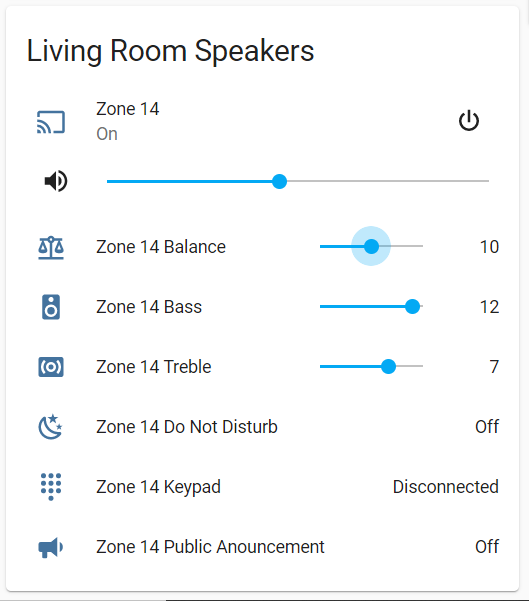 Living Room Speakers
Zone 14
On
Zone 14 Balance 10
Zone 14 Bass 12
Zone 14 Treble 7
Zone 14 Do Not Disturb Off
Zone 14 Keypad Disconnected
Zone 14 Public Anouncement Off